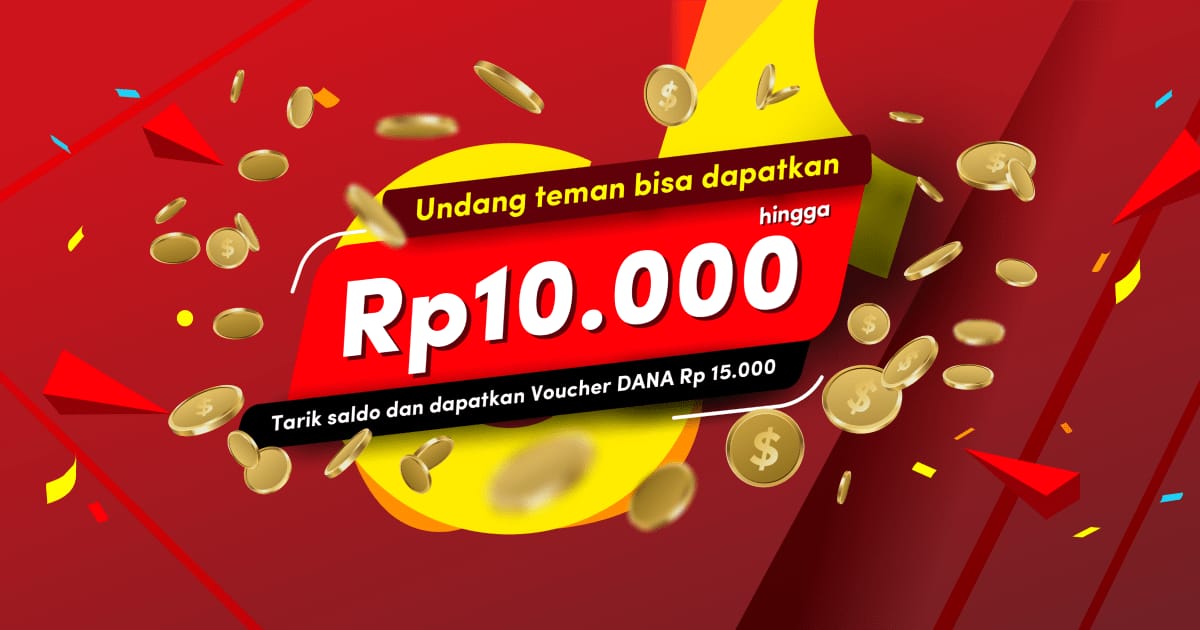 Undang teman bisa dapatkan
hingga
Rp10.000
Tarik saldo dan dapatkan Voucher DANA Rp 15.000